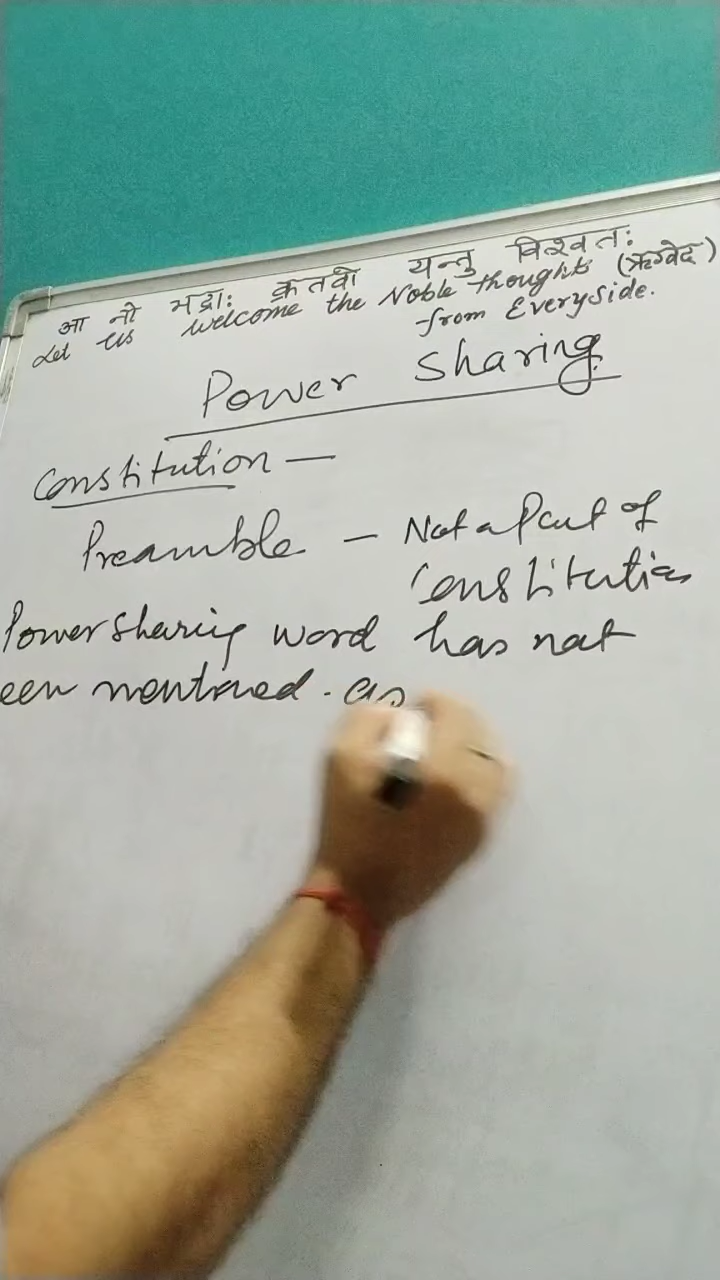 आ नो भद्राः क्रतवो यन्तु विश्वतः
Let us welcome the Noble thoughts (ऋग्वेद)
from Everyside.
Power Sharing
Constitution —
Preamble — Not a Part of
Constitution
Power Sharing word has not
een mentioned. as